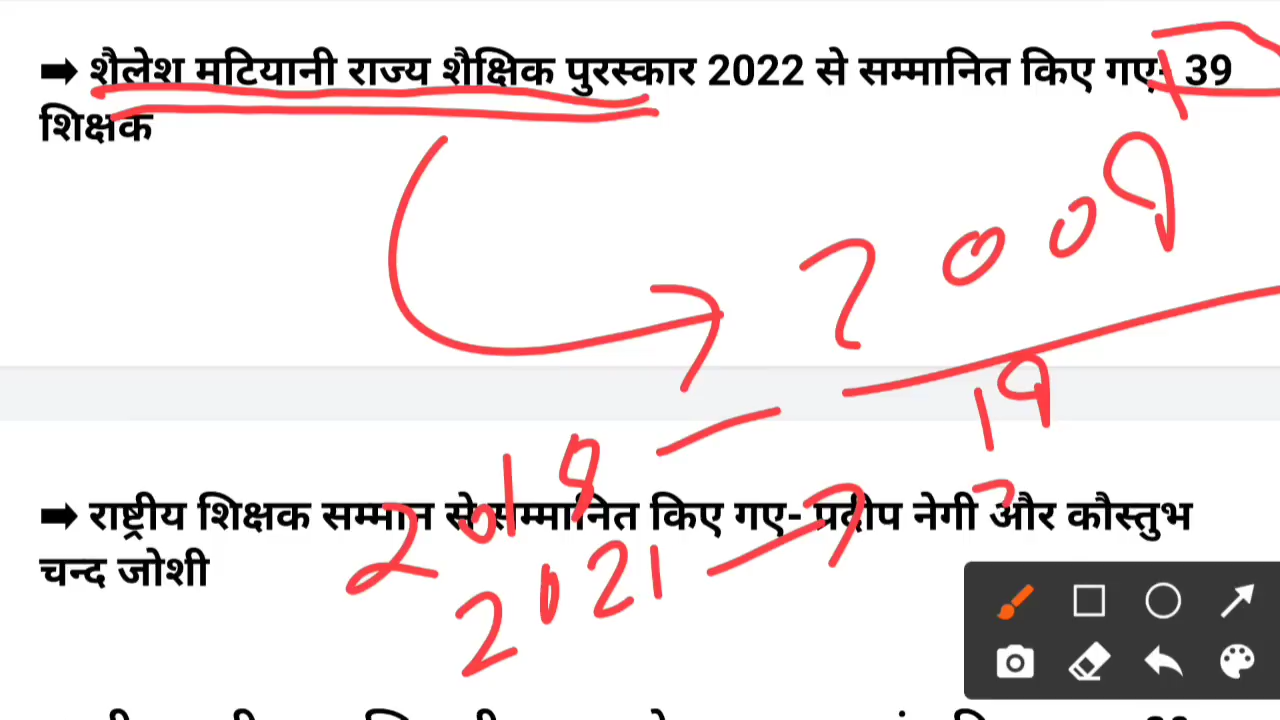 ➡ शैलेश मटियानी राज्य शैक्षिक पुरस्कार 2022 से सम्मानित किए गए- 39
शिक्षक
2009
19
2018
➡ राष्ट्रीय शिक्षक सम्मान से सम्मानित किए गए- प्रदीप नेगी और कौस्तुभ
चन्द जोशी
2021